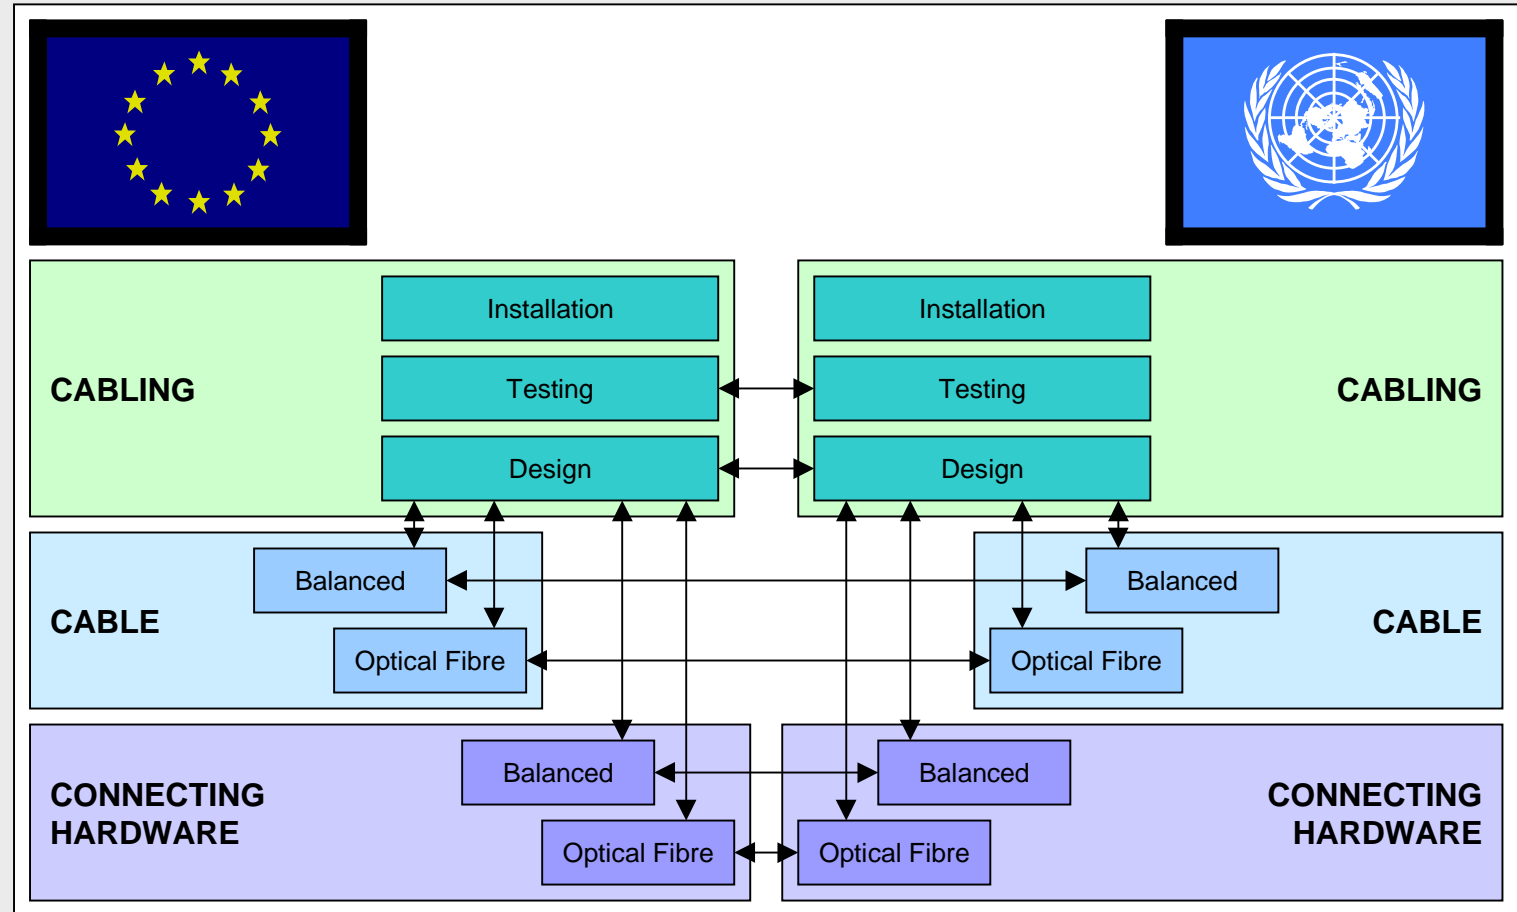 Installation
Installation
CABLING
Testing
Testing
CABLING
Design
Design
Balanced
Balanced
CABLE
CABLE
Optical Fibre
Optical Fibre
Balanced
Balanced
CONNECTING
HARDWARE
CONNECTING
HARDWARE
Optical Fibre
Optical Fibre